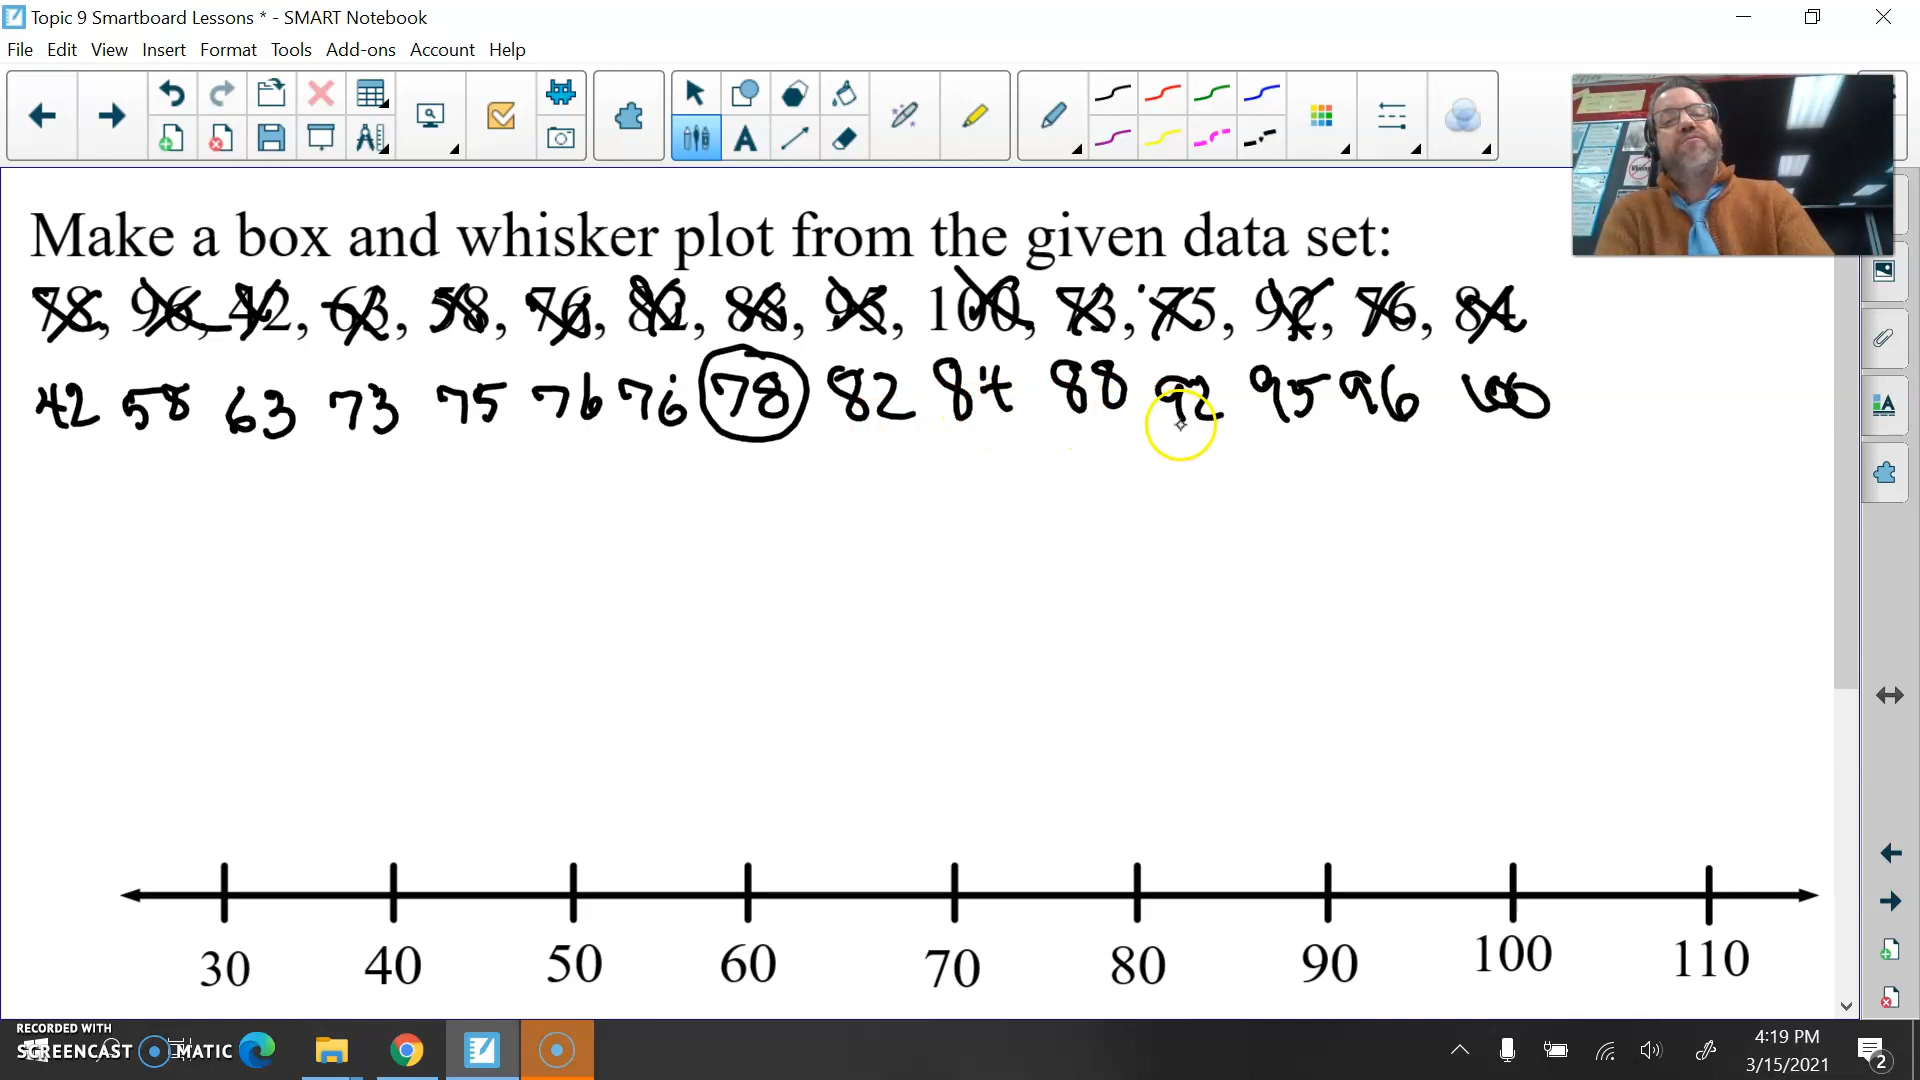 Topic 9 Smartboard Lessons * - SMART Notebook
File Edit View Insert Format Tools Add-ons Account Help
Make a box and whisker plot from the given data set:
78, 96, 42, 63, 58, 76, 82, 88, 95, 100, 73, 75, 92, 76, 84
42 58 63 73 75 76 76 78 82 84 88 92 95 96 100
30 40 50 60 70 80 90 100 110
RECORDED WITH
SCREENCAST MATIC
4:19 PM
3/15/2021
2